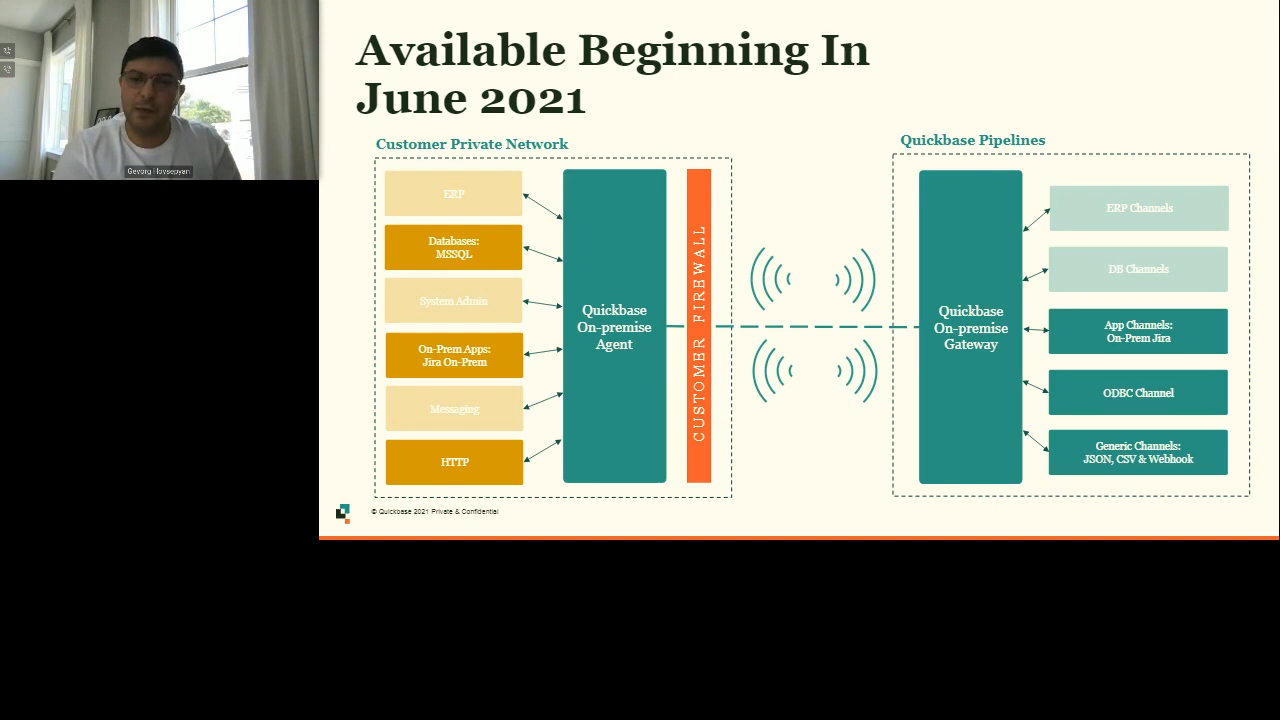 Gevorg Hovsepyan
Available Beginning In
June 2021
Customer Private Network
Quickbase Pipelines
ERP
Databases:
MSSQL
System Admin
On-Prem Apps:
Jira On-Prem
Messaging
HTTP
Quickbase
On-premise
Agent
CUSTOMER FIREWALL
Quickbase
On-premise
Gateway
ERP Channels
DB Channels
App Channels:
On-Prem Jira
ODBC Channel
Generic Channels:
JSON, CSV & Webhook
© Quickbase 2021 Private & Confidential